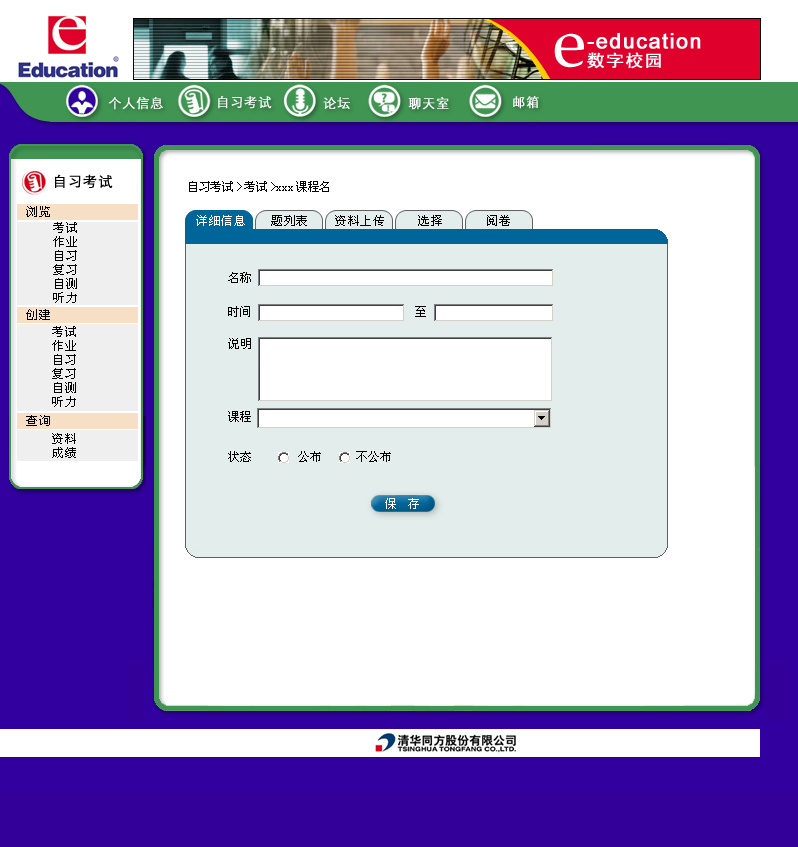 e
Education®
e-education
数字校园
个人信息 自习考试 论坛 聊天室 邮箱
自习考试
浏览
考试
作业
自习
复习
自测
听力
创建
考试
作业
自习
复习
自测
听力
查询
资料
成绩
自习考试 >考试 >xxx 课程名
详细信息 题列表 资料上传 选择 阅卷
名称
时间 至
说明
课程
状态 公布 不公布
保 存
清华同方股份有限公司
TSINGHUA TONGFANG CO.,LTD.